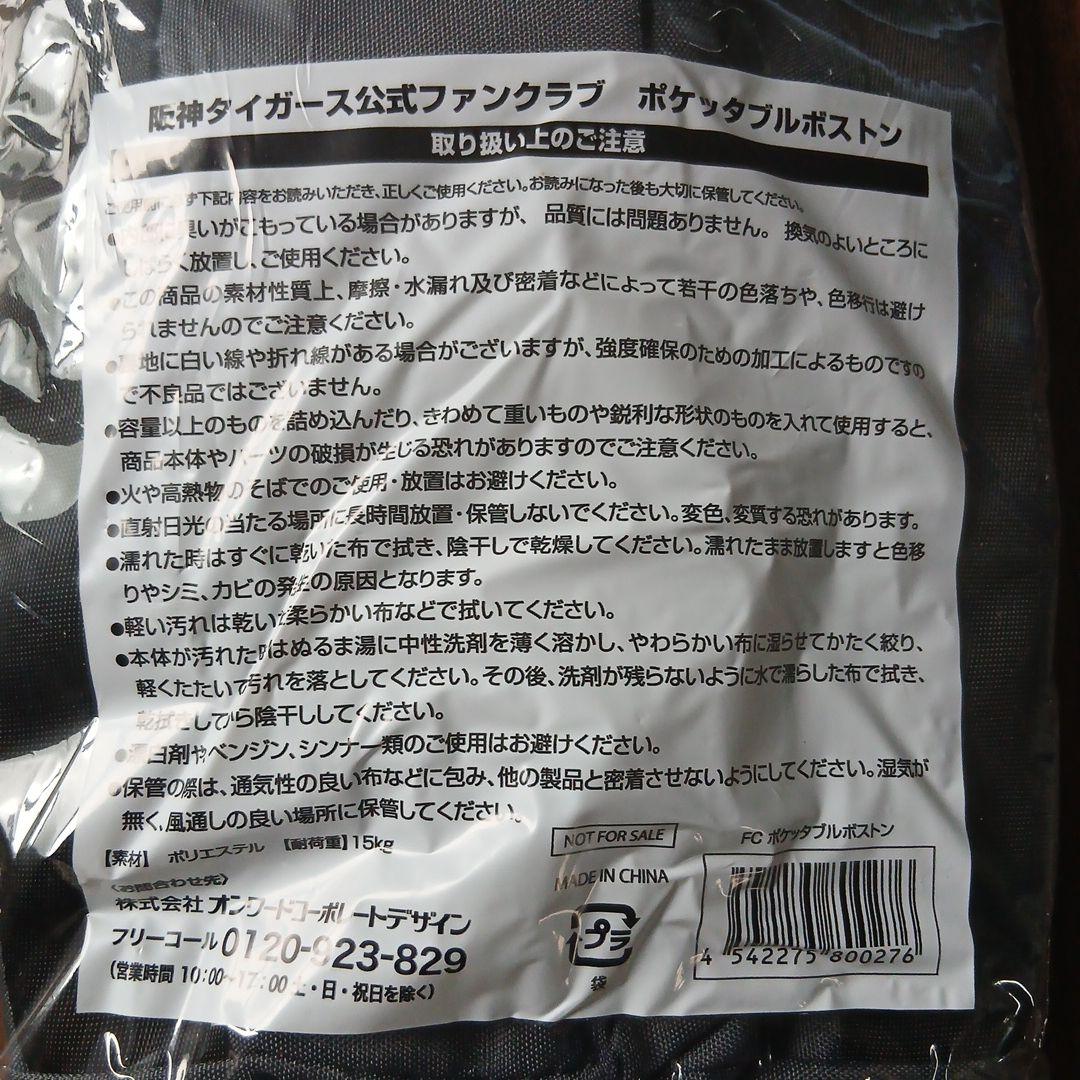 阪神タイガース公式ファンクラブ ポケッタブルボストン
取り扱い上のご注意
ご使用前に必ず下記内容をお読みいただき、正しくご使用ください。お読みになった後も大切に保管してください。
臭いがこもっている場合がありますが、品質には問題ありません。換気のよいところに
しばらく放置し、ご使用ください。
●この商品の素材性質上、摩擦・水漏れ及び密着などによって若干の色落ちや、色移行は避け
られませんのでご注意ください。
地に白い線や折れ線がある場合がございますが、強度確保のための加工によるものですの
で不良品ではございません。
●容量以上のものを詰め込んだり、きわめて重いものや鋭利な形状のものを入れて使用すると、
商品本体やパーツの破損が生じる恐れがありますのでご注意ください。
●火や高熱物のそばでのご使用・放置はお避けください。
●直射日光の当たる場所に長時間放置・保管しないでください。変色、変質する恐れがあります。
●濡れた時はすぐに乾いた布で拭き、陰干しで乾燥してください。濡れたまま放置しますと色移
りやシミ、カビの発生の原因となります。
●軽い汚れは乾いた柔らかい布などで拭いてください。
●本体が汚れた時はぬるま湯に中性洗剤を薄く溶かし、やわらかい布に湿らせてかたく絞り、
軽くたたいて汚れを落としてください。その後、洗剤が残らないように水で濡らした布で拭き、
乾拭きしてから陰干ししてください。
●漂白剤やベンジン、シンナー類のご使用はお避けください。
●保管の際は、通気性の良い布などに包み、他の製品と密着させないようにしてください。湿気が
無く、風通しの良い場所に保管してください。
【素材】 ポリエステル 【耐荷重】15kg
〈お問合わせ先〉
株式会社 オンワードコーポレートデザイン
フリーコール 0120-923-829
(営業時間 10:00~17:00 土・日・祝日を除く)
NOT FOR SALE
MADE IN CHINA
プラ
袋
FC ポケッタブルボストン
4 542275 800276